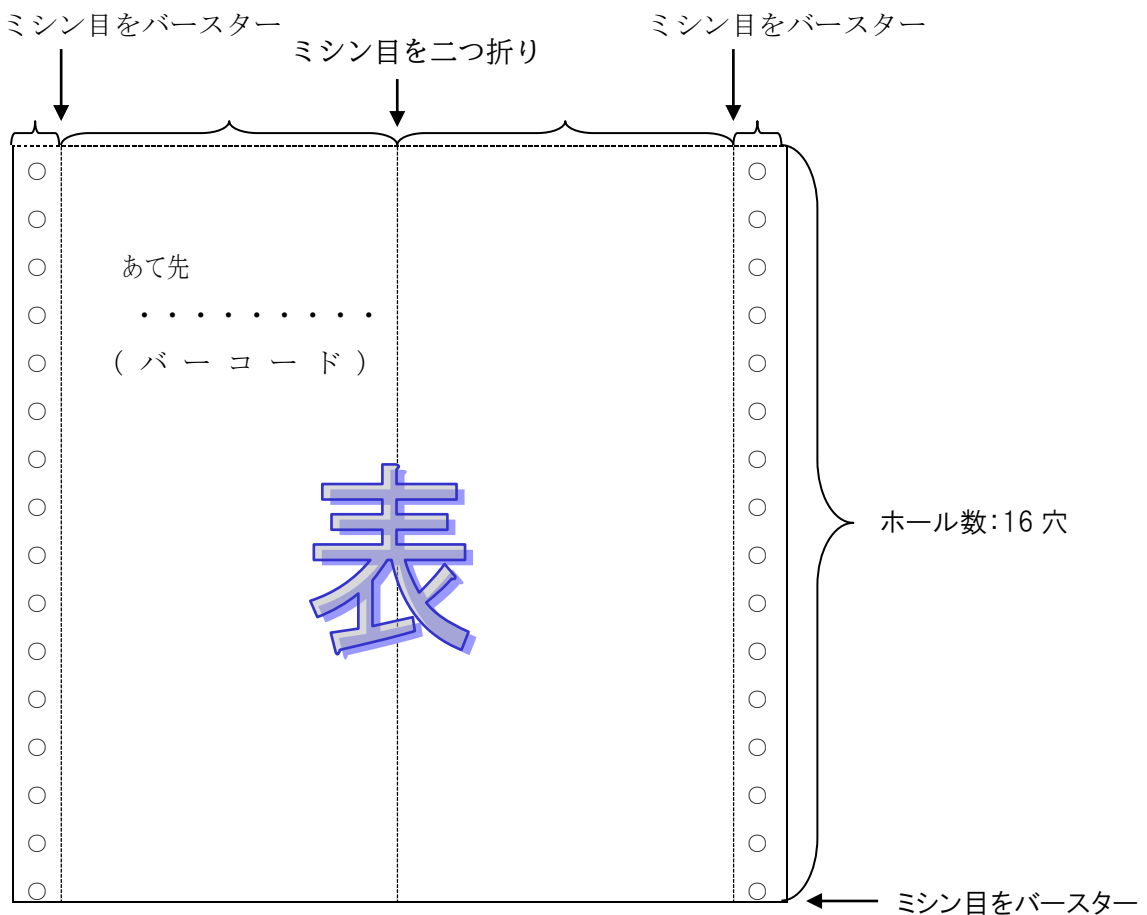 ミシン目をバースター
ミシン目を二つ折り
ミシン目をバースター
あて先
・・・・・・・・・
(バーコード)
表
ホール数:16穴
ミシン目をバースター